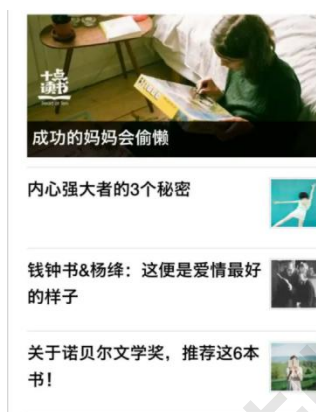 十点
读书
成功的妈妈会偷懒
内心强大者的3个秘密
钱钟书&杨绛：这便是爱情最好
的样子
关于诺贝尔文学奖，推荐这6本
书！